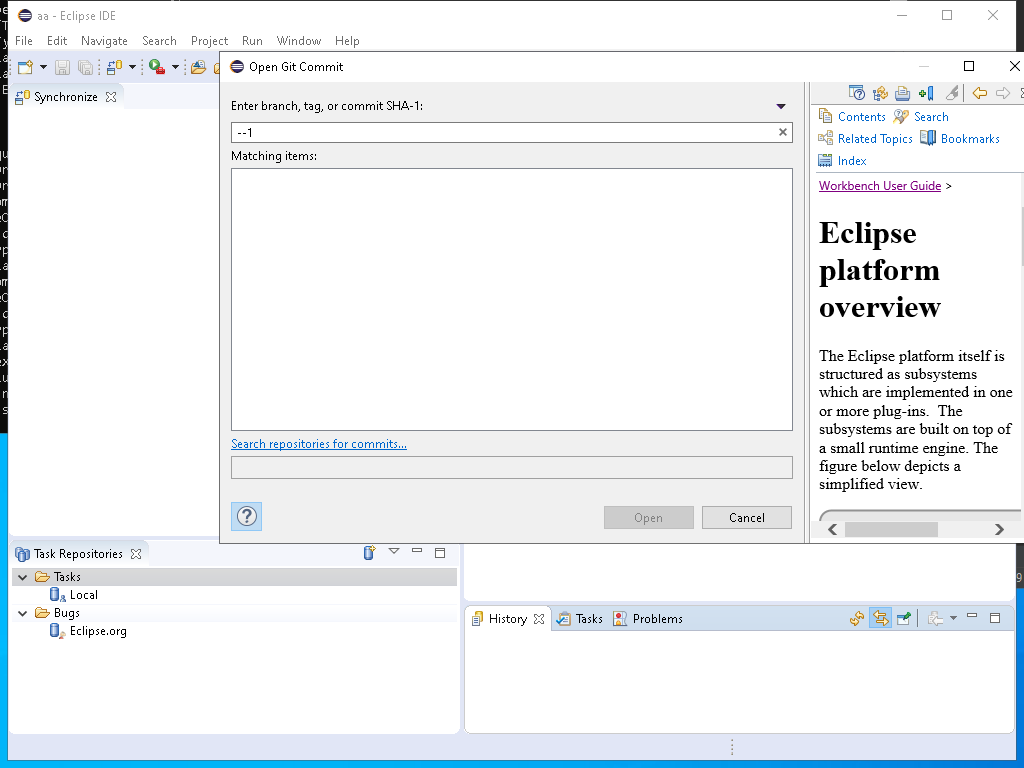 aa - Eclipse IDE
File Edit Navigate Search Project Run Window Help
Synchronize
Open Git Commit
Enter branch, tag, or commit SHA-1:
--1
Matching items:
Search repositories for commits...
Open
Cancel
Contents
Search
Related Topics
Bookmarks
Index
Workbench User Guide >
Eclipse
platform
overview
The Eclipse platform itself is
structured as subsystems
which are implemented in one
or more plug-ins. The
subsystems are built on top of
a small runtime engine. The
figure below depicts a
simplified view.
Task Repositories
Tasks
Local
Bugs
Eclipse.org
History
Tasks
Problems